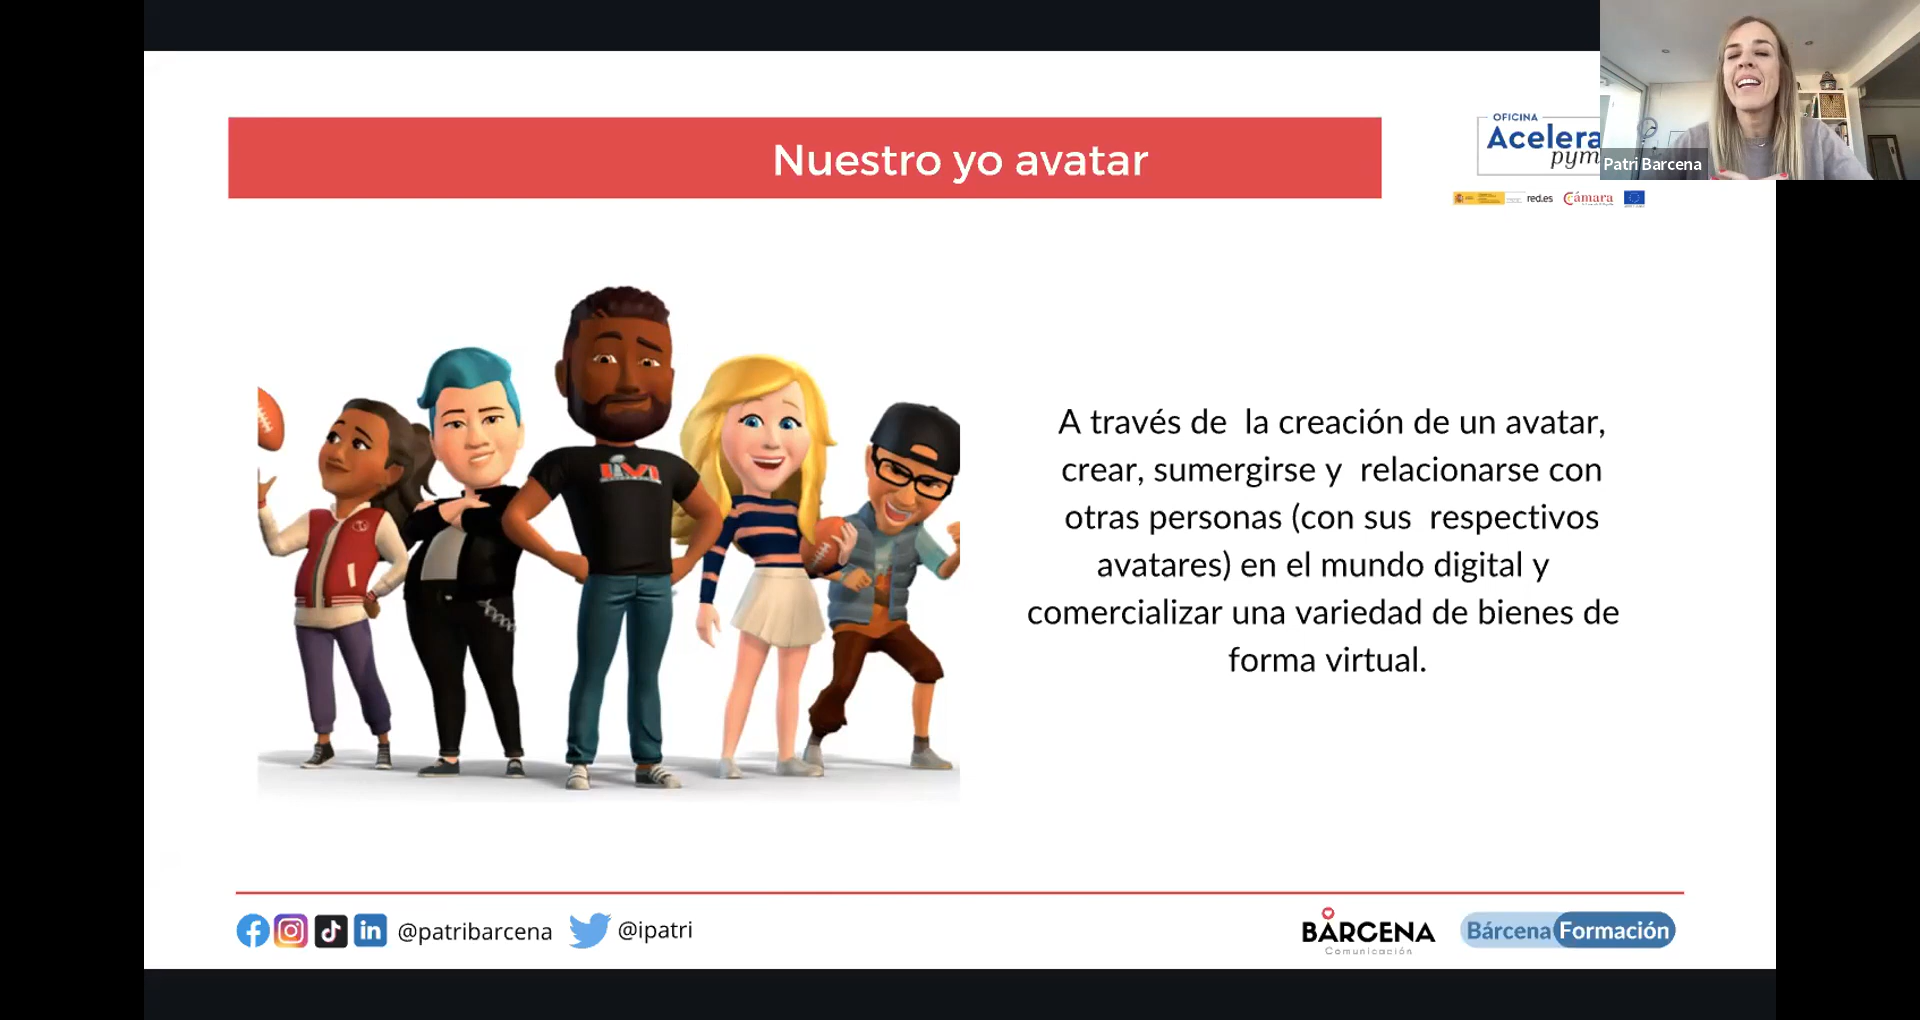 Nuestro yo avatar
OFICINA
Acelera
pym
red.es
Cámara
Patri Barcena
LVI
A través de la creación de un avatar,
crear, sumergirse y relacionarse con
otras personas (con sus respectivos
avatares) en el mundo digital y
comercializar una variedad de bienes de
forma virtual.
@patribarcena
@ipatri
BÁRCENA
Comunicación
Bárcena Formación